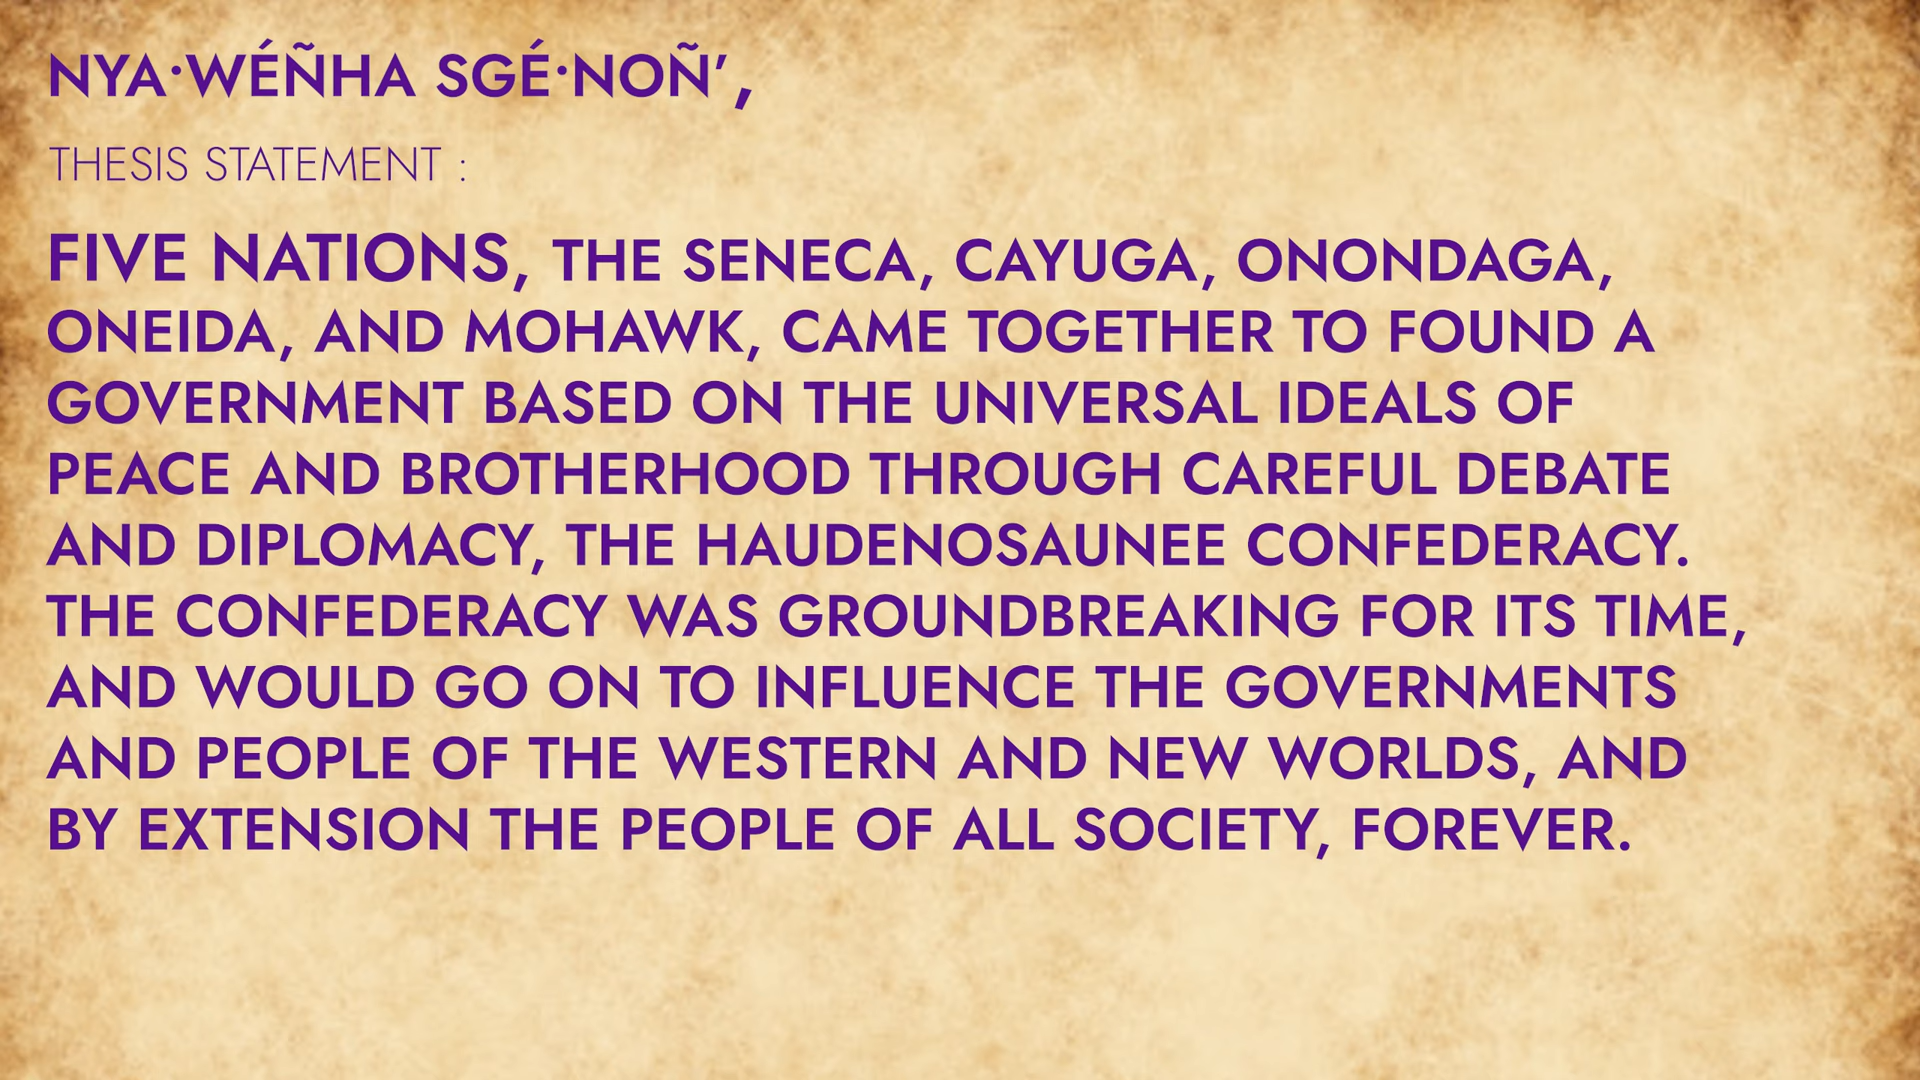 NYA·WÉÑHA SGÉ·NOÑ’,
THESIS STATEMENT :
FIVE NATIONS, THE SENECA, CAYUGA, ONONDAGA,
ONEIDA, AND MOHAWK, CAME TOGETHER TO FOUND A
GOVERNMENT BASED ON THE UNIVERSAL IDEALS OF
PEACE AND BROTHERHOOD THROUGH CAREFUL DEBATE
AND DIPLOMACY, THE HAUDENOSAUNEE CONFEDERACY.
THE CONFEDERACY WAS GROUNDBREAKING FOR ITS TIME,
AND WOULD GO ON TO INFLUENCE THE GOVERNMENTS
AND PEOPLE OF THE WESTERN AND NEW WORLDS, AND
BY EXTENSION THE PEOPLE OF ALL SOCIETY, FOREVER.